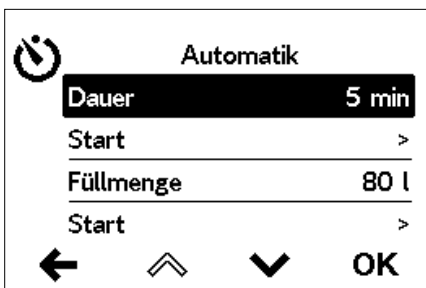 Automatik
Dauer 5 min
Start >
Füllmenge 80 l
Start >
OK